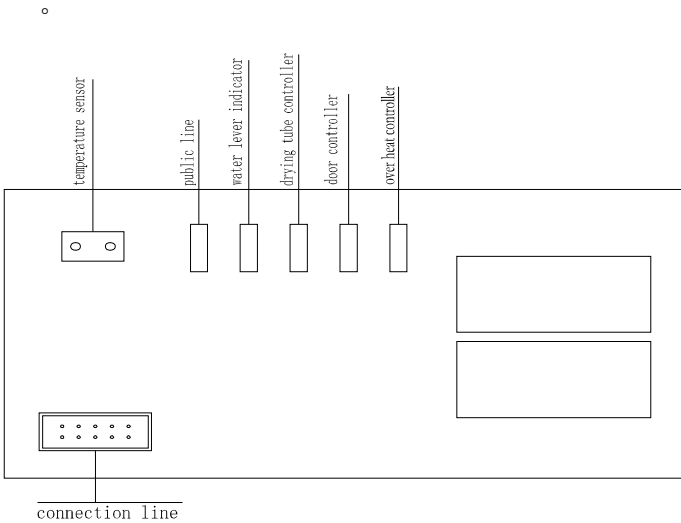 temperature sensor
public line
water lever indicator
drying tube controller
door controller
over heat controller
connection line